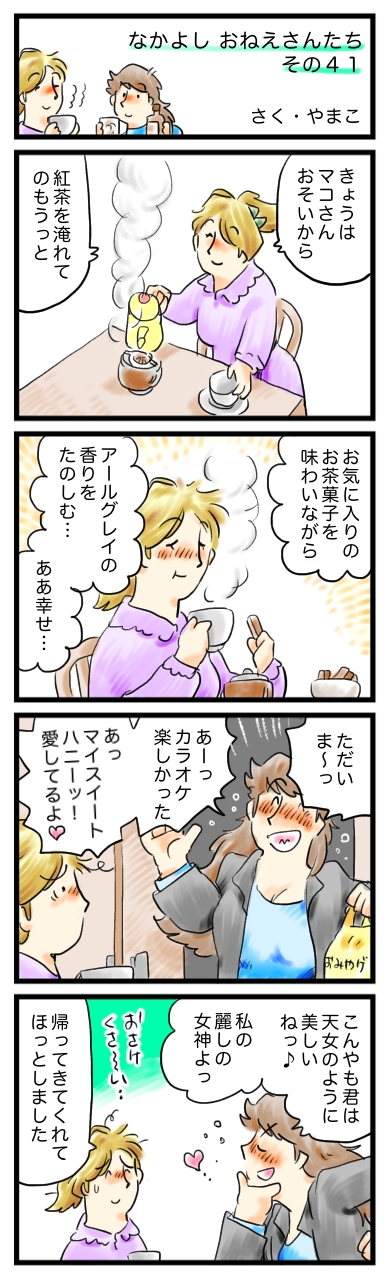 なかよし おねえさんたち
その４１
さく・やまこ
きょうは
マコさん
おそいから
紅茶を淹れて
のもうっと
お気に入りの
お茶菓子を
味わいながら
アールグレイの
香りを
たのしむ…
ああ幸せ…
ただい
ま〜っ
あーっ
カラオケ
楽しかった
あっ
マイスイート
ハニーッ！
愛してるよ♥
おみやげ
こんやも君は
天女のように
美しい
ねっ♪
私の
麗しの
女神よっ
おさけ
くさ〜い…
帰ってきてくれて
ほっとしました